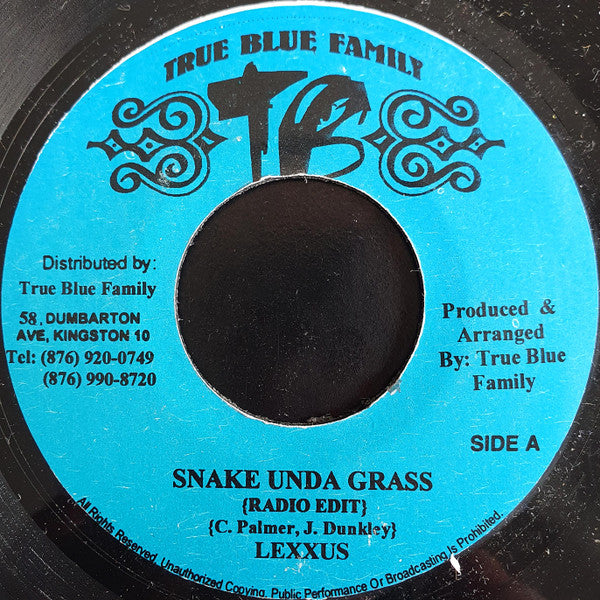 TRUE BLUE FAMILY
TB
Distributed by:
True Blue Family
58, DUMBARTON
AVE, KINGSTON 10
Tel: (876) 920-0749
(876) 990-8720
Produced &
Arranged
By: True Blue
Family
SIDE A
SNAKE UNDA GRASS
{RADIO EDIT}
{C. Palmer, J. Dunkley}
LEXXUS
All Rights Reserved. Unauthorized Copying, Public Performance Or Broadcasting Is Prohibited.